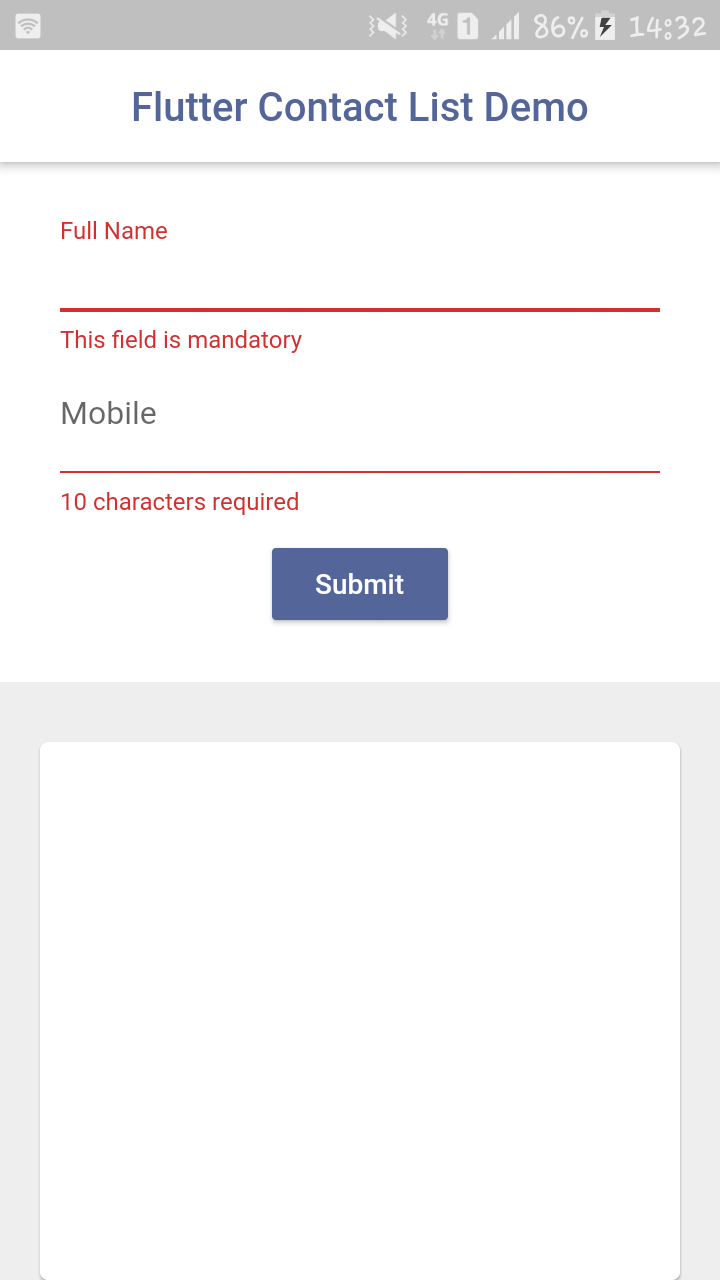 4G 1 86% 14:32
Flutter Contact List Demo
Full Name
This field is mandatory
Mobile
10 characters required
Submit